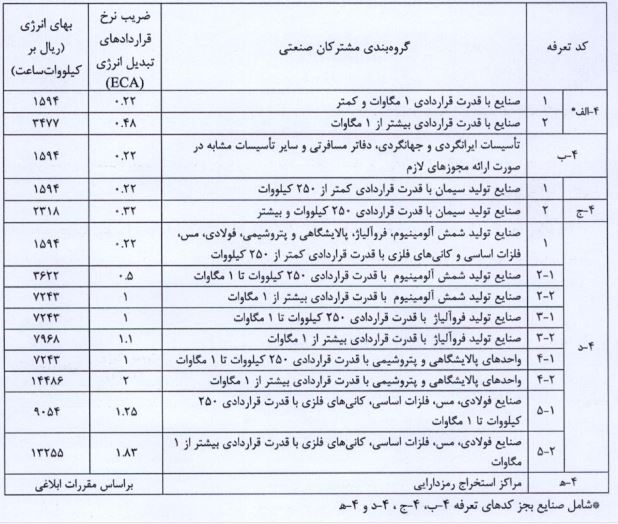 کد تعرفه
گروه‌بندی مشترکان صنعتی
ضریب نرخ
قراردادهای
تبدیل انرژی
(ECA)
بهای انرژی
(ریال بر
کیلووات‌ساعت)
۴-الف*
۱
صنایع با قدرت قراردادی ۱ مگاوات و کمتر
۰.۲۲
۱۵۹۴
۲
صنایع با قدرت قراردادی بیشتر از ۱ مگاوات
۰.۴۸
۳۴۷۷
۴-ب
تأسیسات ایرانگردی و جهانگردی، دفاتر مسافرتی و سایر تأسیسات مشابه در
صورت ارائه مجوزهای لازم
۰.۲۲
۱۵۹۴
۴-ج
۱
صنایع تولید سیمان با قدرت قراردادی کمتر از ۲۵۰ کیلووات
۰.۲۲
۱۵۹۴
۲
صنایع تولید سیمان با قدرت قراردادی ۲۵۰ کیلووات و بیشتر
۰.۳۲
۲۳۱۸
۴-د
۱
صنایع تولید شمش آلومینیوم، فروآلیاژ، پالایشگاهی و پتروشیمی، فولادی، مس،
فلزات اساسی و کانی‌های فلزی با قدرت قراردادی کمتر از ۲۵۰ کیلووات
۰.۲۲
۱۵۹۴
۲-۱
صنایع تولید شمش آلومینیوم با قدرت قراردادی ۲۵۰ کیلووات تا ۱ مگاوات
۰.۵
۳۶۲۲
۲-۲
صنایع تولید شمش آلومینیوم با قدرت قراردادی بیشتر از ۱ مگاوات
۱
۷۲۴۳
۳-۱
صنایع تولید فروآلیاژ با قدرت قراردادی ۲۵۰ کیلووات تا ۱ مگاوات
۱
۷۲۴۳
۳-۲
صنایع تولید فروآلیاژ با قدرت قراردادی بیشتر از ۱ مگاوات
۱.۱
۷۹۶۸
۴-۱
واحدهای پالایشگاهی و پتروشیمی با قدرت قراردادی ۲۵۰ کیلووات تا ۱ مگاوات
۱
۷۲۴۳
۴-۲
واحدهای پالایشگاهی و پتروشیمی با قدرت قراردادی بیشتر از ۱ مگاوات
۲
۱۴۴۸۶
۵-۱
صنایع فولادی، مس، فلزات اساسی، کانی‌های فلزی با قدرت قراردادی ۲۵۰
کیلووات تا ۱ مگاوات
۱.۲۵
۹۰۵۴
۵-۲
صنایع فولادی، مس، فلزات اساسی، کانی‌های فلزی با قدرت قراردادی بیشتر از ۱
مگاوات
۱.۸۳
۱۳۲۵۵
۴-ه
مراکز استخراج رمزدارایی
براساس مقررات ابلاغی
*شامل صنایع بجز کدهای تعرفه ۴-ب، ۴-ج ، ۴-د و ۴-ه